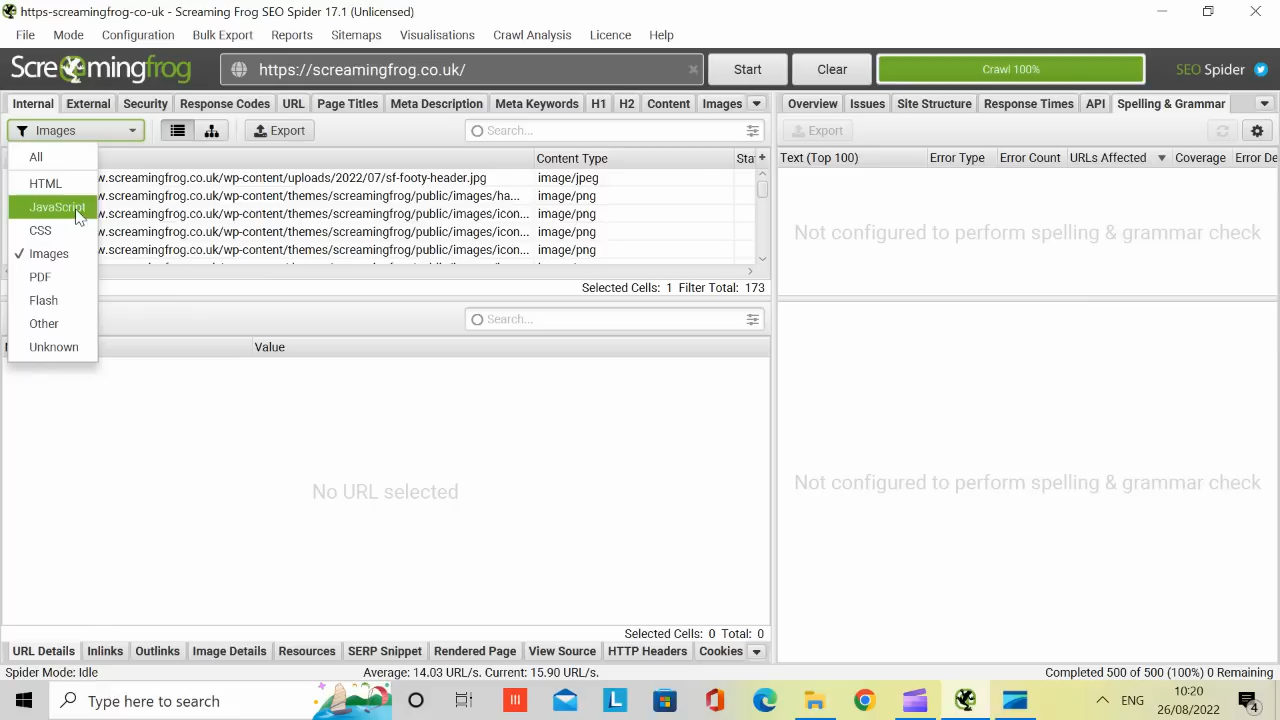 https-screamingfrog-co-uk - Screaming Frog SEO Spider 17.1 (Unlicensed)
File Mode Configuration Bulk Export Reports Sitemaps Visualisations Crawl Analysis Licence Help
Screamingfrog https://screamingfrog.co.uk/ Start Clear Crawl 100% SEO Spider
Internal External Security Response Codes URL Page Titles Meta Description Meta Keywords H1 H2 Content Images
Overview Issues Site Structure Response Times API Spelling & Grammar
Images Export Search...
Export
Content Type Sta
Text (Top 100) Error Type Error Count URLs Affected Coverage Error De
All
HTML
JavaScript
CSS
Images
PDF
Flash
Other
Unknown
w.screamingfrog.co.uk/wp-content/uploads/2022/07/sf-footy-header.jpg image/jpeg
w.screamingfrog.co.uk/wp-content/themes/screamingfrog/public/images/ha... image/png
w.screamingfrog.co.uk/wp-content/themes/screamingfrog/public/images/icon... image/png
w.screamingfrog.co.uk/wp-content/themes/screamingfrog/public/images/icon... image/png
w.screamingfrog.co.uk/wp-content/themes/screamingfrog/public/images/icon... image/png
Selected Cells: 1 Filter Total: 173
Not configured to perform spelling & grammar check
Search...
Value
No URL selected
Not configured to perform spelling & grammar check
Selected Cells: 0 Total: 0
URL Details Inlinks Outlinks Image Details Resources SERP Snippet Rendered Page View Source HTTP Headers Cookies
Spider Mode: Idle Average: 14.03 URL/s. Current: 15.90 URL/s. Completed 500 of 500 (100%) 0 Remaining
Type here to search
ENG
10:20
26/08/2022
4